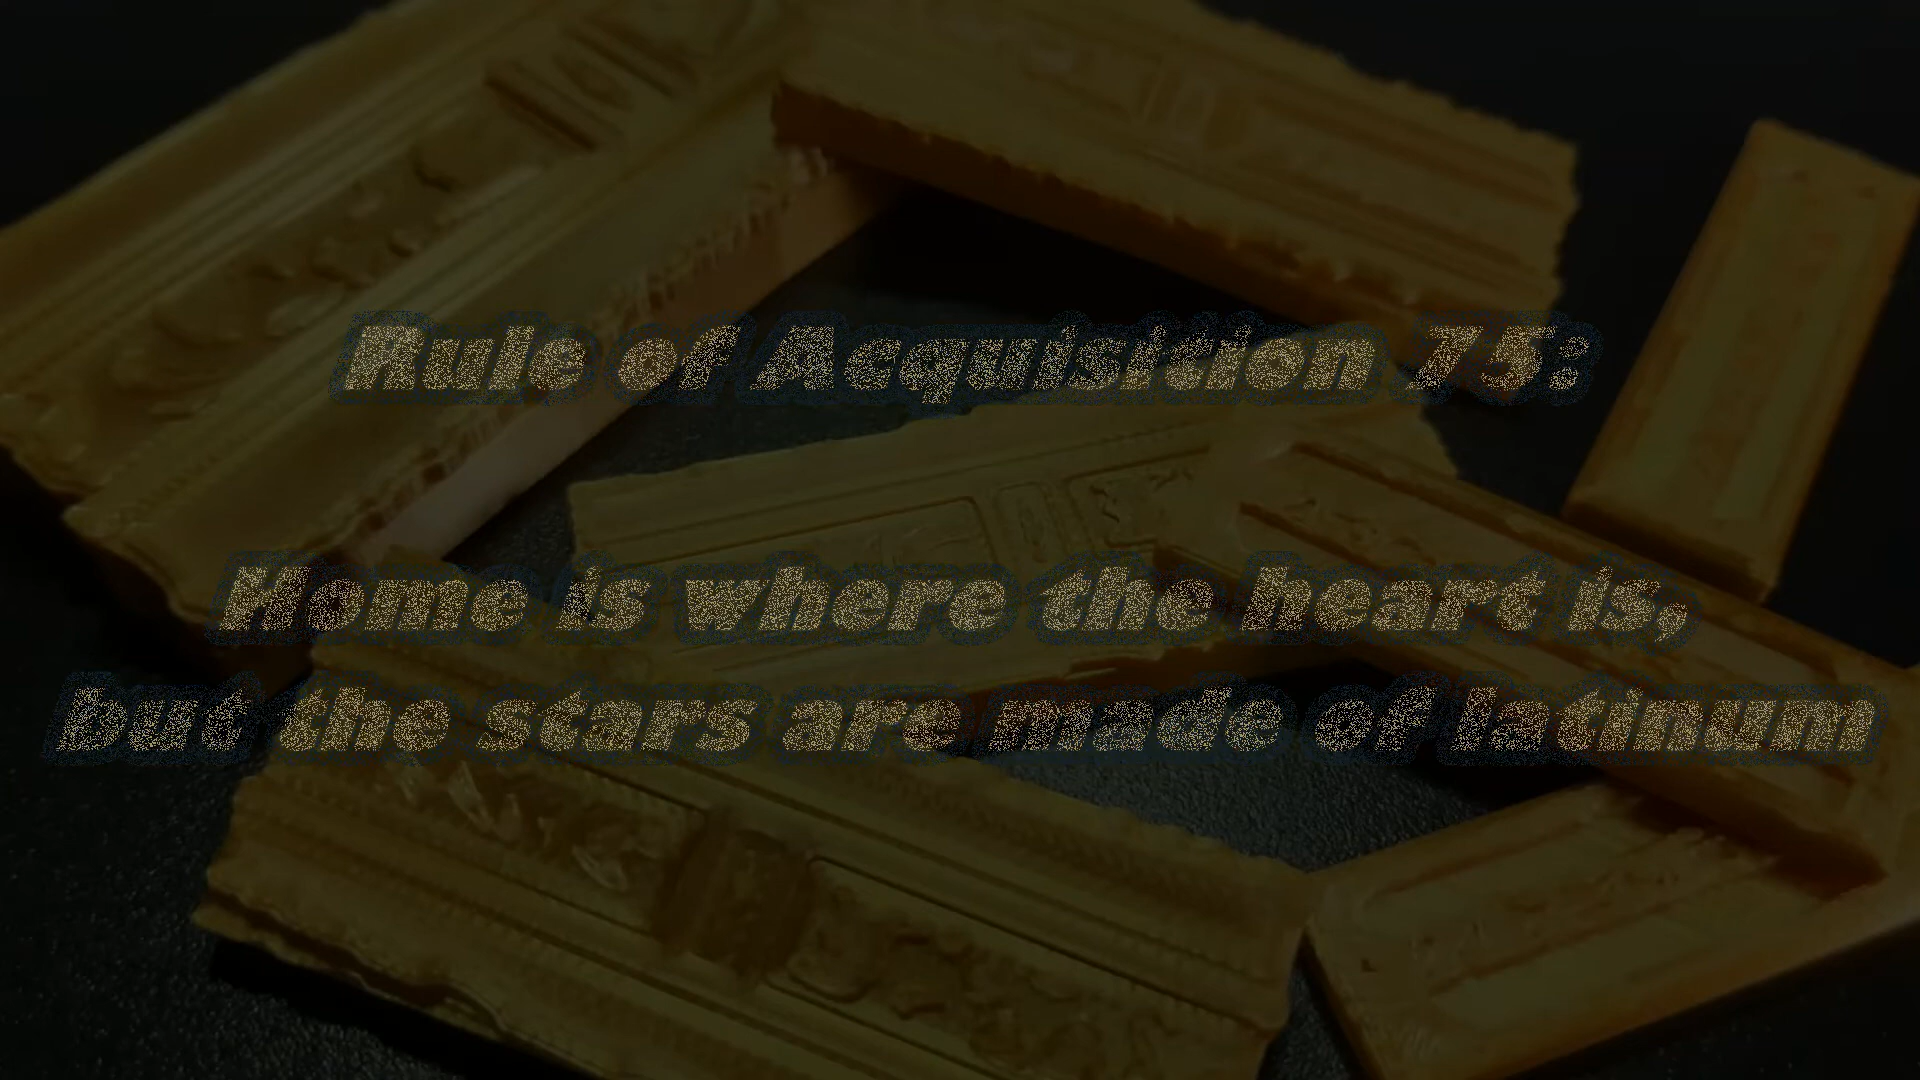 Rule of Acquisition 75:
Home is where the heart is,
but the stars are made of latinum